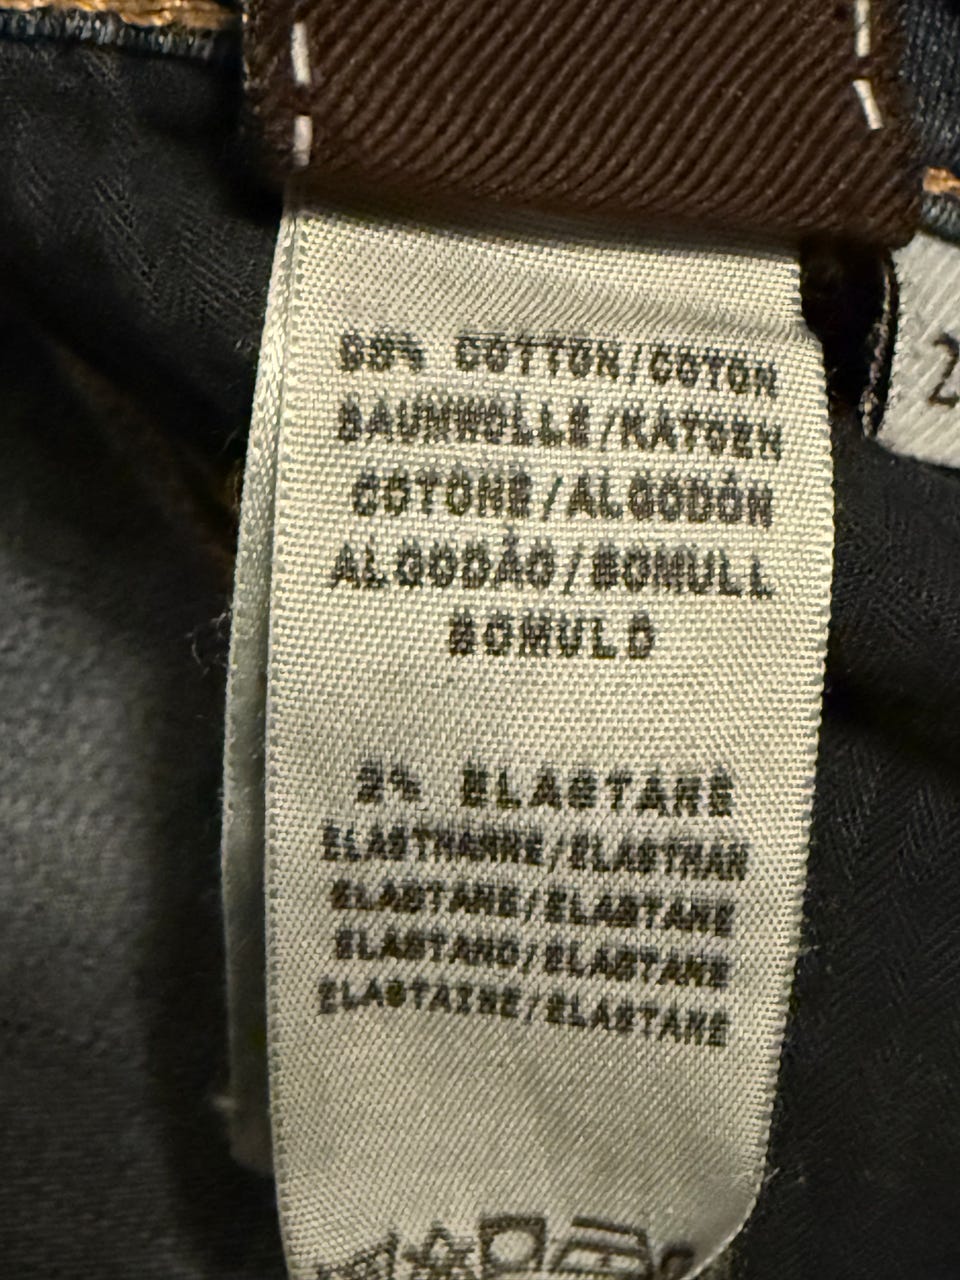 98% COTTON/COTON
BAUMWOLLE/KATOEN
COTONE/ALGODÓN
ALGODÃO/BOMULL
BOMULD
2% ELASTANE
ELASTHANNE/ELASTHAN
ELASTANE/ELASTANE
ELASTANO/ELASTANE
ELASTAINE/ELASTANE
2